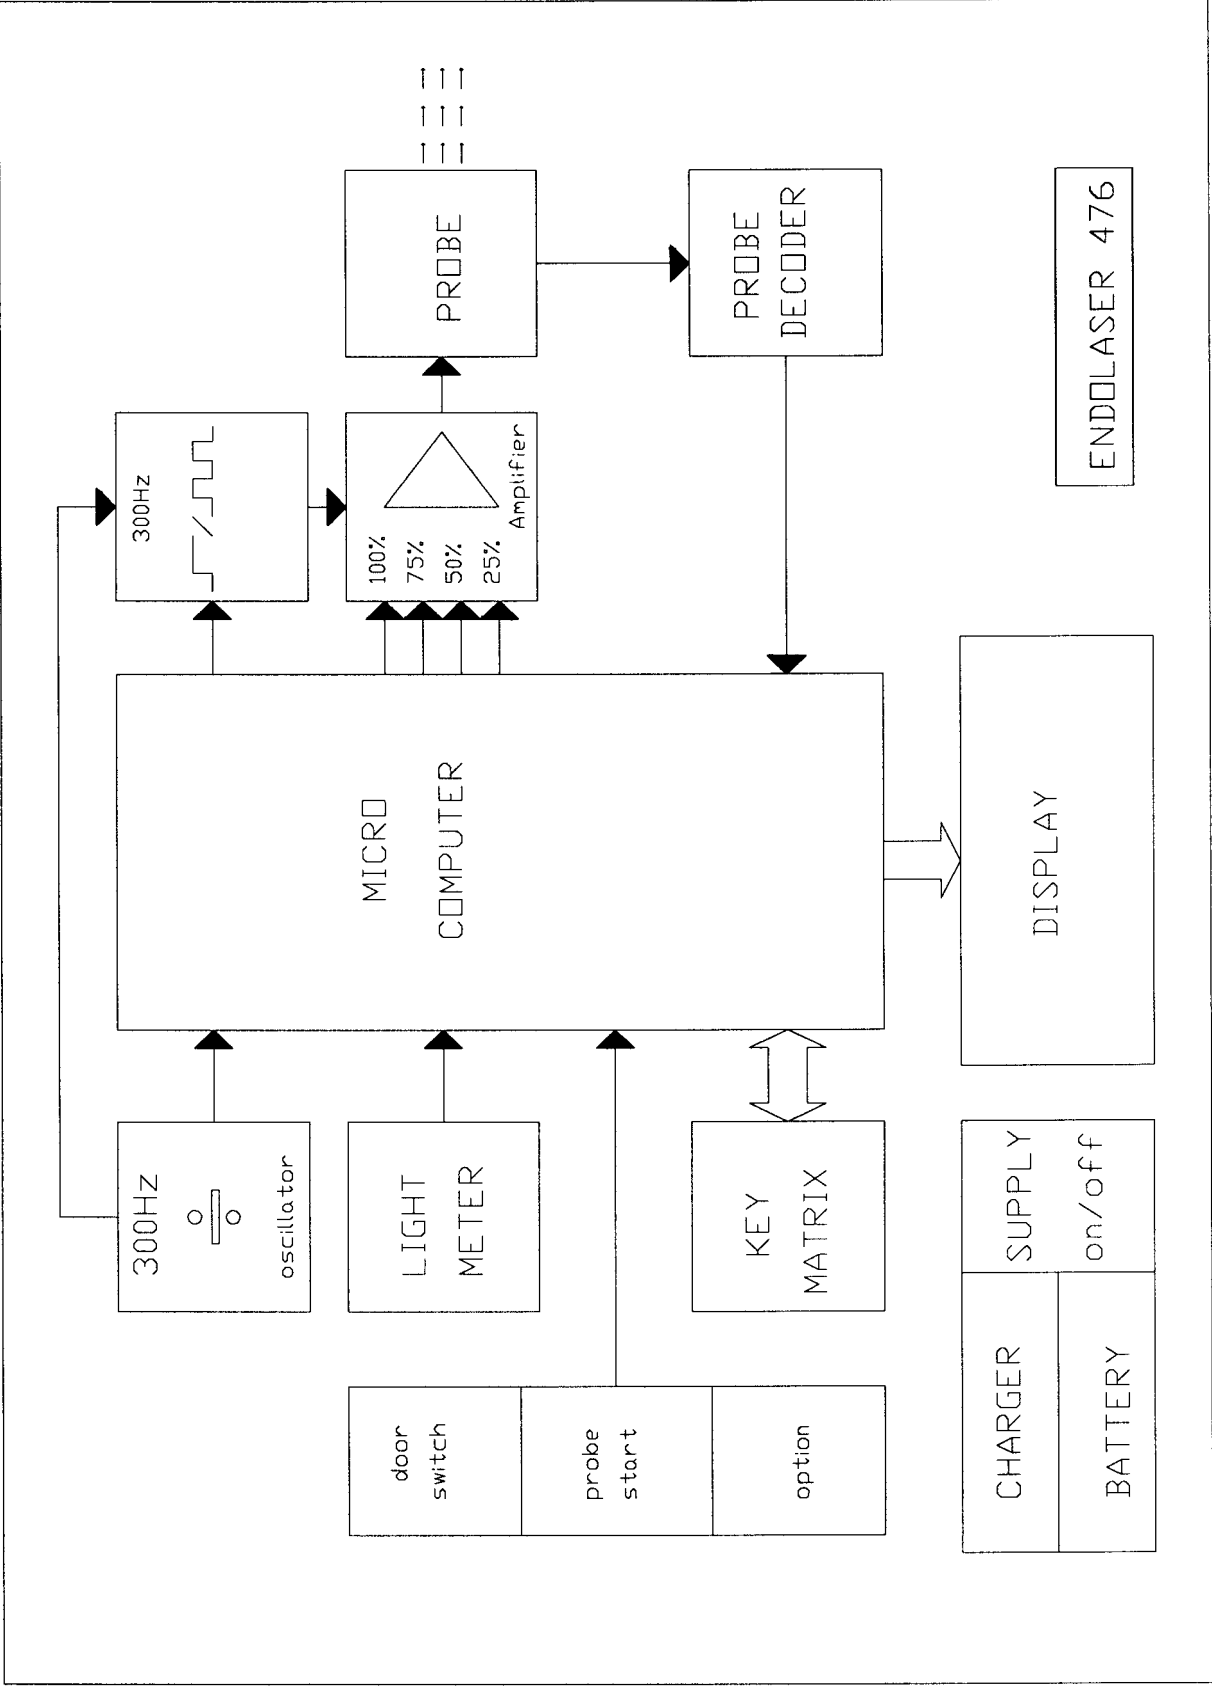 300Hz
oscillator
LIGHT
METER
door
switch
probe
start
option
KEY
MATRIX
MICRO
COMPUTER
300Hz
100%
75%
50%
25%
Amplifier
PROBE
PROBE
DECODER
CHARGER
BATTERY
SUPPLY
on/off
DISPLAY
ENDOLASER 476